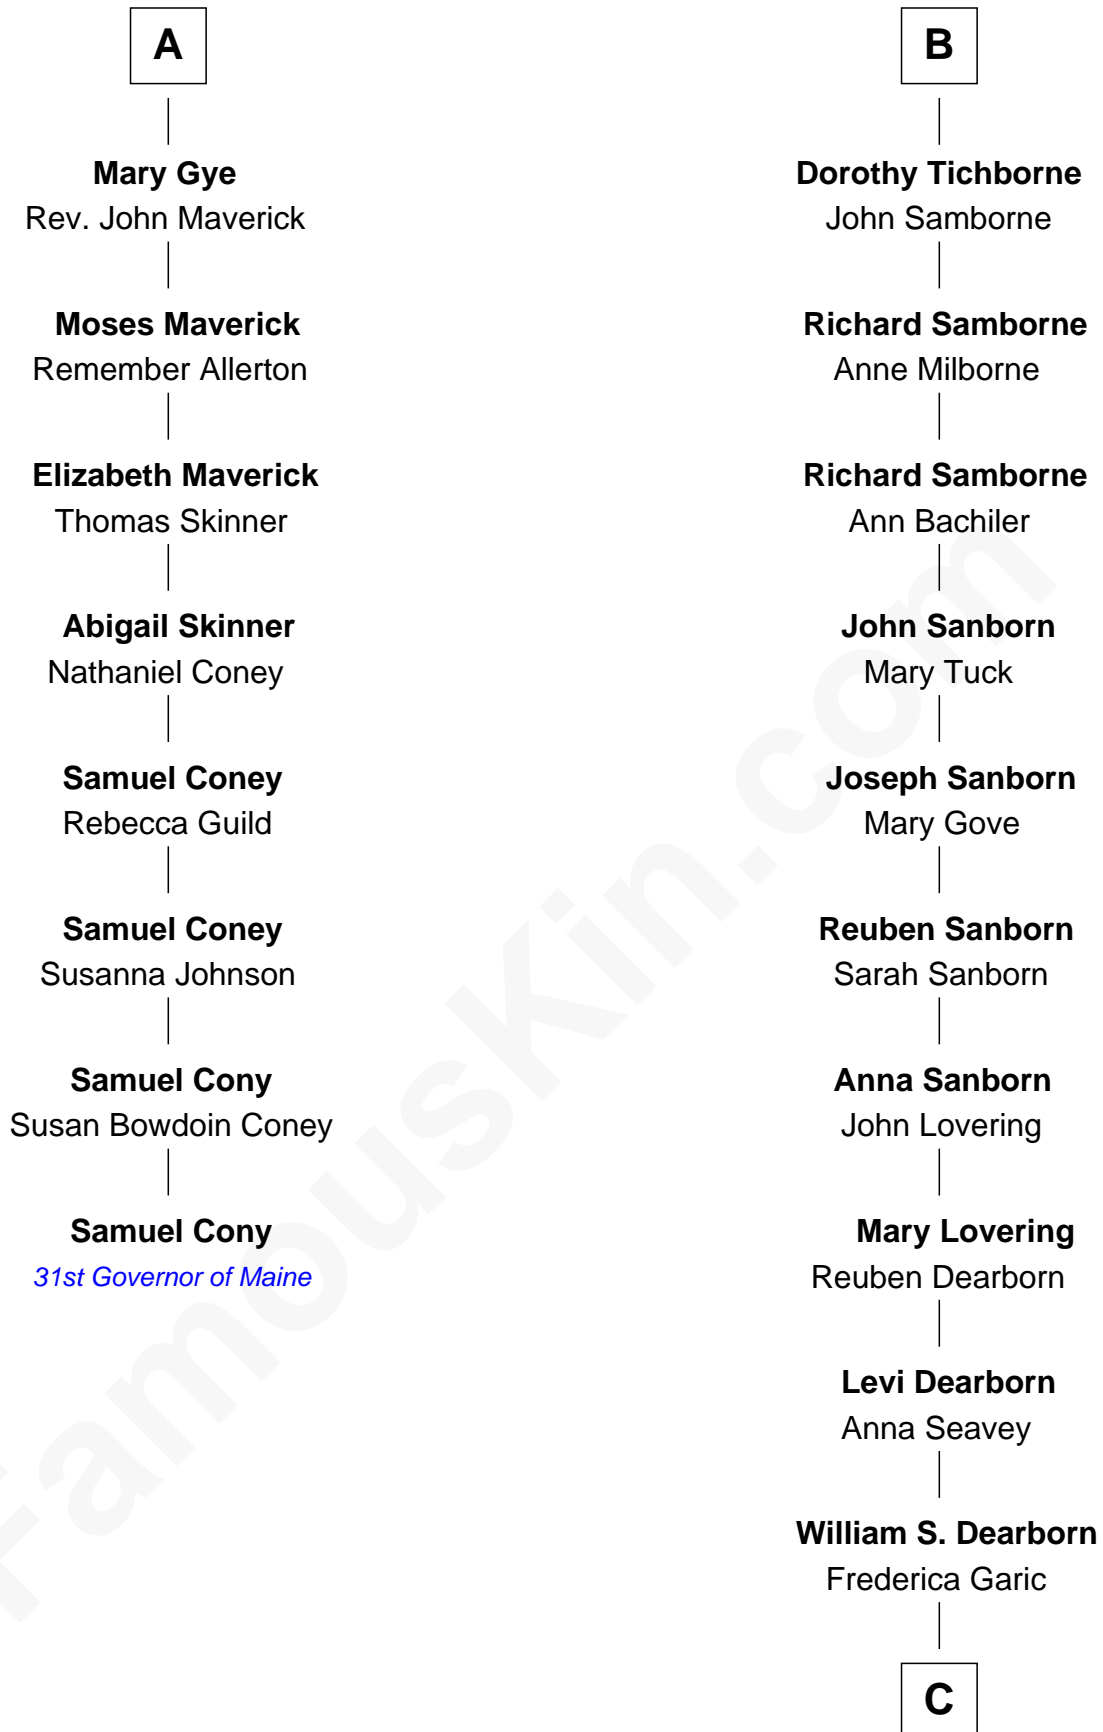 A
Mary Gye
Rev. John Maverick
Moses Maverick
Remember Allerton
Elizabeth Maverick
Thomas Skinner
Abigail Skinner
Nathaniel Coney
Samuel Coney
Rebecca Guild
Samuel Coney
Susanna Johnson
Samuel Cony
Susan Bowdoin Coney
Samuel Cony
31st Governor of Maine
B
Dorothy Tichborne
John Samborne
Richard Samborne
Anne Milborne
Richard Samborne
Ann Bachiler
John Sanborn
Mary Tuck
Joseph Sanborn
Mary Gove
Reuben Sanborn
Sarah Sanborn
Anna Sanborn
John Lovering
Mary Lovering
Reuben Dearborn
Levi Dearborn
Anna Seavey
William S. Dearborn
Frederica Garic
C
FamousKin.com